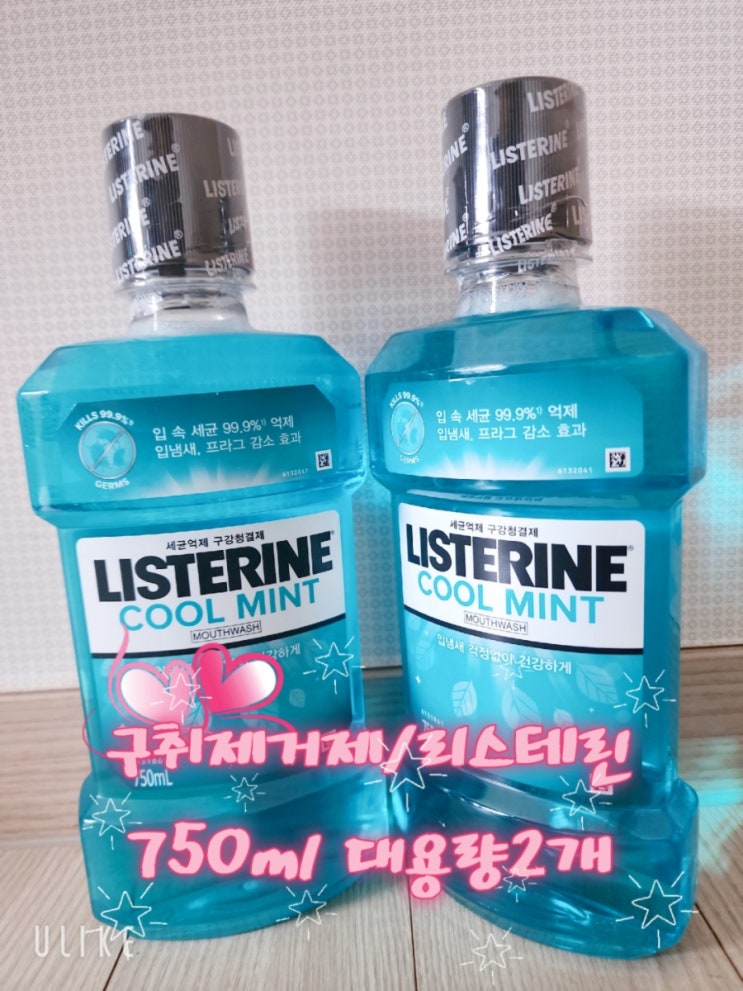 LISTERINE
LISTERINE
LISTERINE
LISTERINE
LISTERINE
LISTERINE
LISTERINE
KILLS 99.9%
GERMS
입 속 세균 99.9%¹⁾ 억제
입냄새, 프라그 감소 효과
6132041
세균억제 구강청결제
LISTERINE®
COOL MINT
MOUTHWASH
750mL
KILLS 99.9%
GERMS
입 속 세균 99.9%¹⁾ 억제
입냄새, 프라그 감소 효과
6132041
세균억제 구강청결제
LISTERINE®
COOL MINT
MOUTHWASH
입냄새 걱정없이 건강하게
구취제거제/리스테린
750ml 대용량2개
ULIKE